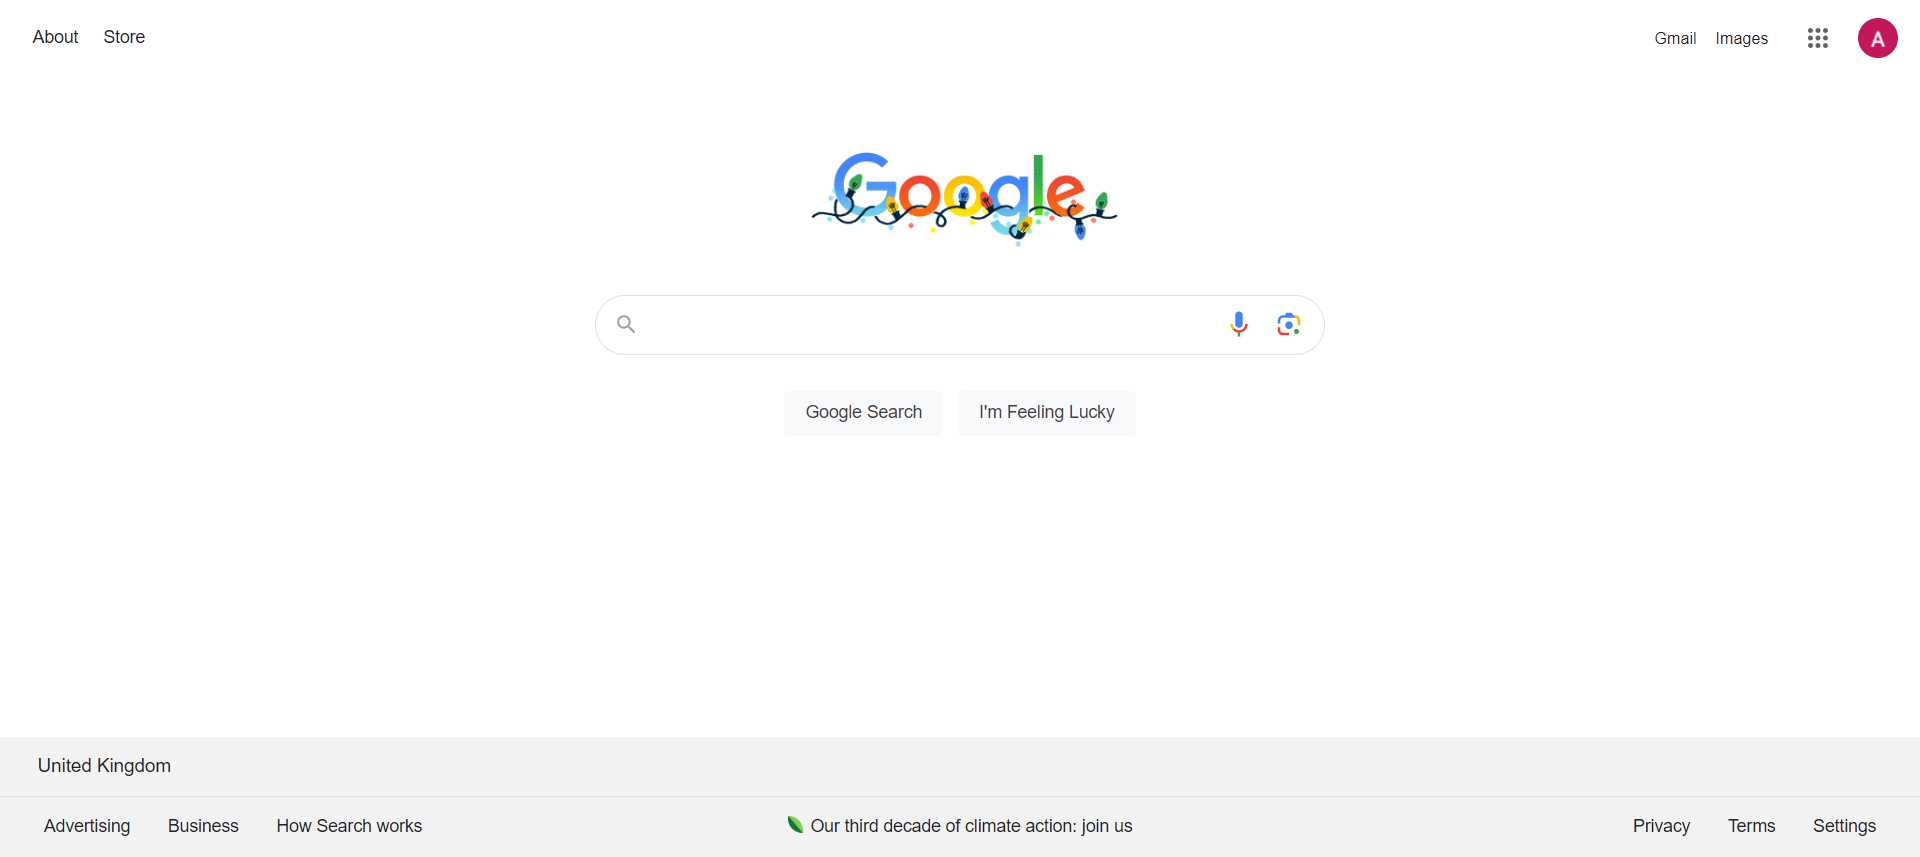 About Store
Gmail Images A
Google
Google Search I'm Feeling Lucky
United Kingdom
Advertising Business How Search works Our third decade of climate action: join us Privacy Terms Settings